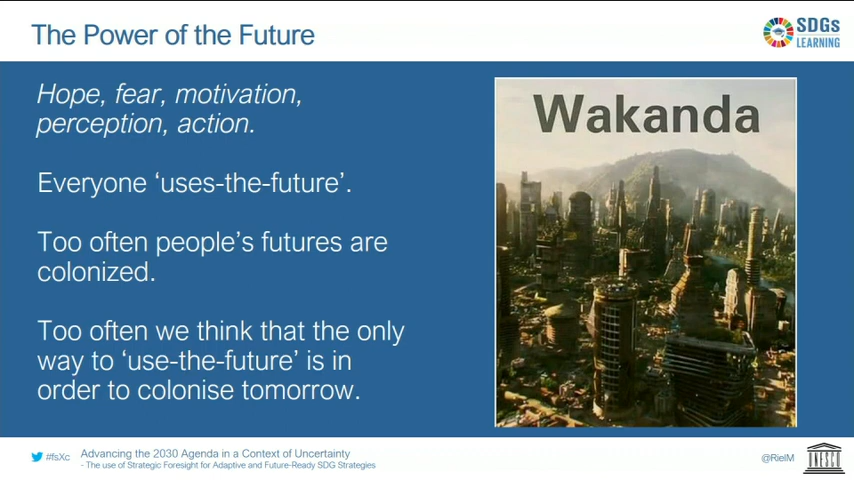 The Power of the Future
SDGs
LEARNING
Hope, fear, motivation,
perception, action.
Everyone ‘uses-the-future’.
Too often people’s futures are
colonized.
Too often we think that the only
way to ‘use-the-future’ is in
order to colonise tomorrow.
Wakanda
#fsXc
Advancing the 2030 Agenda in a Context of Uncertainty
- The use of Strategic Foresight for Adaptive and Future-Ready SDG Strategies
@RielM
UNESCO